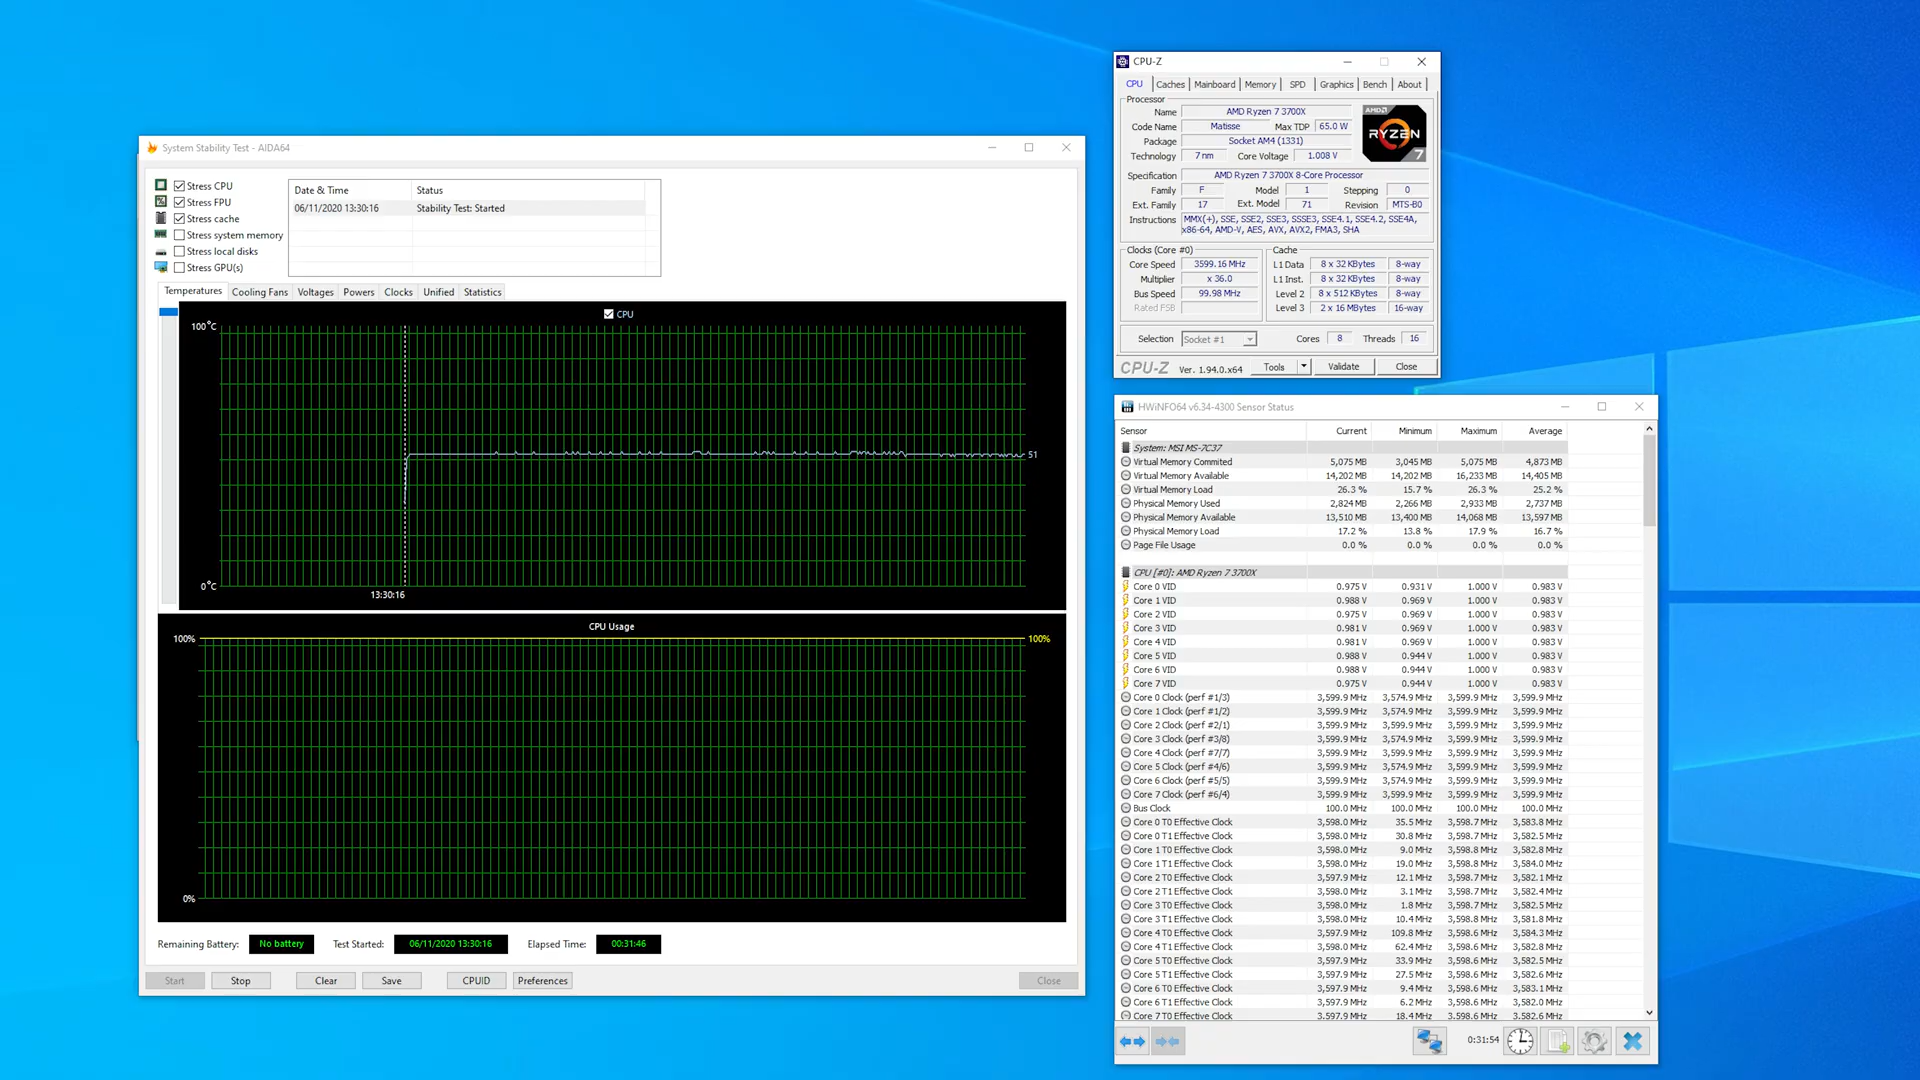 System Stability Test - AIDA64
Stress CPU
Stress FPU
Stress cache
Stress system memory
Stress local disks
Stress GPU(s)
Date & Time Status
06/11/2020 13:30:16 Stability Test: Started
Temperatures Cooling Fans Voltages Powers Clocks Unified Statistics
CPU
100°C
51
0°C
13:30:16
CPU Usage
100% 100%
0%
Remaining Battery: No battery Test Started: 06/11/2020 13:30:16 Elapsed Time: 00:31:46
Start Stop Clear Save CPUID Preferences Close
CPU-Z
CPU Caches Mainboard Memory SPD Graphics Bench About
Processor
Name AMD Ryzen 7 3700X
Code Name Matisse Max TDP 65.0 W
Package Socket AM4 (1331)
Technology 7 nm Core Voltage 1.008 V
AMD
RYZEN
7
Specification AMD Ryzen 7 3700X 8-Core Processor
Family F Model 1 Stepping 0
Ext. Family 17 Ext. Model 71 Revision MTS-B0
Instructions MMX(+), SSE, SSE2, SSE3, SSSE3, SSE4.1, SSE4.2, SSE4A,
x86-64, AMD-V, AES, AVX, AVX2, FMA3, SHA
Clocks (Core #0) Cache
Core Speed 3599.16 MHz L1 Data 8 x 32 KBytes 8-way
Multiplier x 36.0 L1 Inst. 8 x 32 KBytes 8-way
Bus Speed 99.98 MHz Level 2 8 x 512 KBytes 8-way
Rated FSB Level 3 2 x 16 MBytes 16-way
Selection Socket #1 Cores 8 Threads 16
CPU-Z Ver. 1.94.0.x64 Tools Validate Close
HWiNFO64 v6.34-4300 Sensor Status
Sensor Current Minimum Maximum Average
System: MSI MS-7C37
Virtual Memory Commited 5,075 MB 3,045 MB 5,075 MB 4,873 MB
Virtual Memory Available 14,202 MB 14,202 MB 16,233 MB 14,405 MB
Virtual Memory Load 26.3 % 15.7 % 26.3 % 25.2 %
Physical Memory Used 2,824 MB 2,266 MB 2,933 MB 2,737 MB
Physical Memory Available 13,510 MB 13,400 MB 14,068 MB 13,597 MB
Physical Memory Load 17.2 % 13.8 % 17.9 % 16.7 %
Page File Usage 0.0 % 0.0 % 0.0 % 0.0 %
CPU [#0]: AMD Ryzen 7 3700X
Core 0 VID 0.975 V 0.931 V 1.000 V 0.983 V
Core 1 VID 0.988 V 0.969 V 1.000 V 0.983 V
Core 2 VID 0.975 V 0.969 V 1.000 V 0.983 V
Core 3 VID 0.981 V 0.969 V 1.000 V 0.983 V
Core 4 VID 0.981 V 0.969 V 1.000 V 0.983 V
Core 5 VID 0.988 V 0.944 V 1.000 V 0.983 V
Core 6 VID 0.988 V 0.944 V 1.000 V 0.983 V
Core 7 VID 0.975 V 0.944 V 1.000 V 0.983 V
Core 0 Clock (perf #1/3) 3,599.9 MHz 3,574.9 MHz 3,599.9 MHz 3,599.9 MHz
Core 1 Clock (perf #1/2) 3,599.9 MHz 3,574.9 MHz 3,599.9 MHz 3,599.9 MHz
Core 2 Clock (perf #2/1) 3,599.9 MHz 3,599.9 MHz 3,599.9 MHz 3,599.9 MHz
Core 3 Clock (perf #3/8) 3,599.9 MHz 3,574.9 MHz 3,599.9 MHz 3,599.9 MHz
Core 4 Clock (perf #7/7) 3,599.9 MHz 3,599.9 MHz 3,599.9 MHz 3,599.9 MHz
Core 5 Clock (perf #4/6) 3,599.9 MHz 3,574.9 MHz 3,599.9 MHz 3,599.9 MHz
Core 6 Clock (perf #5/5) 3,599.9 MHz 3,574.9 MHz 3,599.9 MHz 3,599.9 MHz
Core 7 Clock (perf #6/4) 3,599.9 MHz 3,599.9 MHz 3,599.9 MHz 3,599.9 MHz
Bus Clock 100.0 MHz 100.0 MHz 100.0 MHz 100.0 MHz
Core 0 T0 Effective Clock 3,598.0 MHz 35.5 MHz 3,598.7 MHz 3,583.8 MHz
Core 0 T1 Effective Clock 3,598.0 MHz 30.8 MHz 3,598.7 MHz 3,582.5 MHz
Core 1 T0 Effective Clock 3,598.0 MHz 9.0 MHz 3,598.8 MHz 3,582.8 MHz
Core 1 T1 Effective Clock 3,598.0 MHz 19.0 MHz 3,598.8 MHz 3,584.0 MHz
Core 2 T0 Effective Clock 3,597.9 MHz 12.1 MHz 3,598.7 MHz 3,582.1 MHz
Core 2 T1 Effective Clock 3,598.0 MHz 3.1 MHz 3,598.7 MHz 3,582.4 MHz
Core 3 T0 Effective Clock 3,598.0 MHz 1.8 MHz 3,598.7 MHz 3,582.5 MHz
Core 3 T1 Effective Clock 3,598.0 MHz 10.4 MHz 3,598.8 MHz 3,581.8 MHz
Core 4 T0 Effective Clock 3,597.9 MHz 109.8 MHz 3,598.6 MHz 3,584.3 MHz
Core 4 T1 Effective Clock 3,598.0 MHz 62.4 MHz 3,598.6 MHz 3,582.8 MHz
Core 5 T0 Effective Clock 3,597.9 MHz 33.9 MHz 3,598.6 MHz 3,582.5 MHz
Core 5 T1 Effective Clock 3,597.9 MHz 27.5 MHz 3,598.6 MHz 3,582.6 MHz
Core 6 T0 Effective Clock 3,597.9 MHz 9.4 MHz 3,598.6 MHz 3,583.1 MHz
Core 6 T1 Effective Clock 3,597.9 MHz 6.2 MHz 3,598.6 MHz 3,582.0 MHz
Core 7 T0 Effective Clock 3,597.9 MHz 18.4 MHz 3,598.6 MHz 3,582.6 MHz
0:31:54